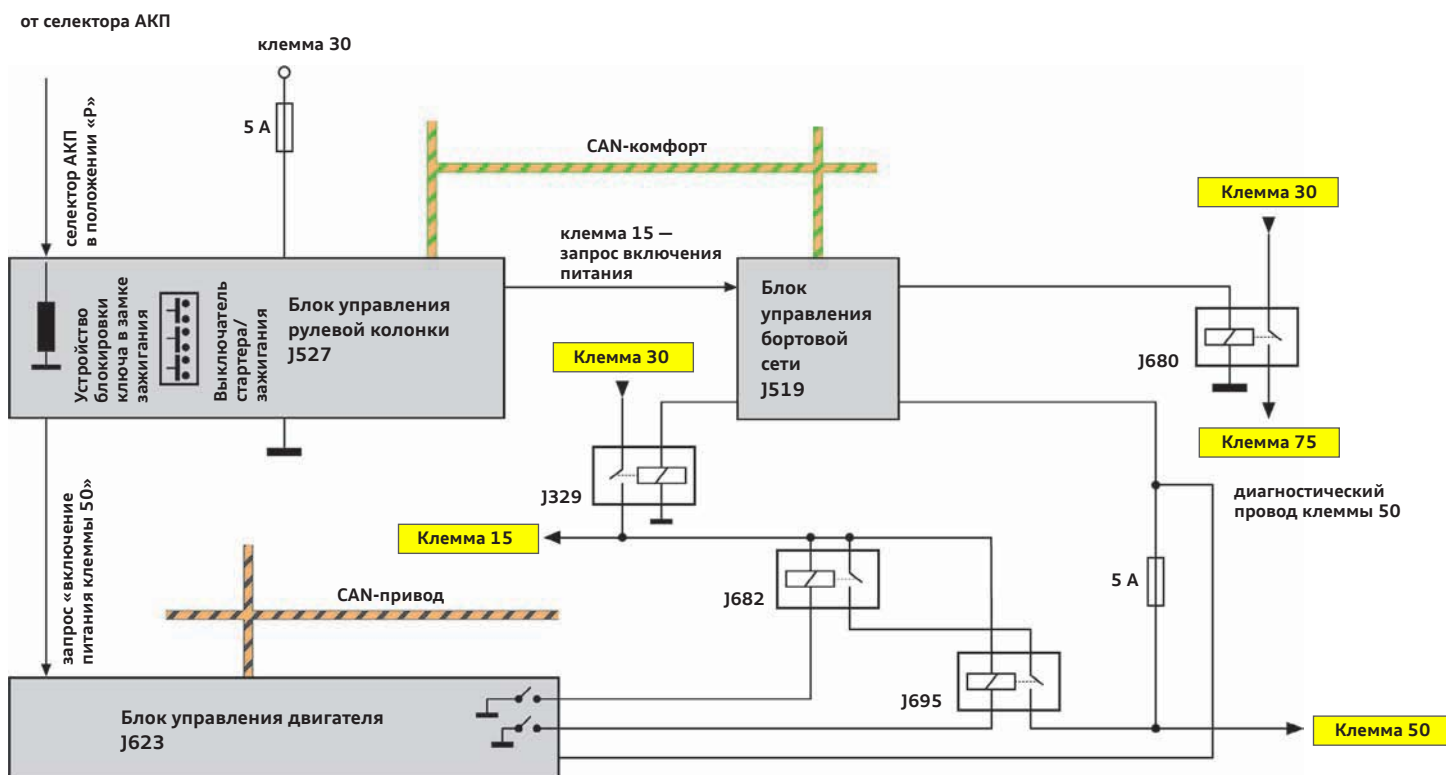 от селектора АКП
клемма 30
селектор АКП
в положении «P»
5 А
CAN-комфорт
Клемма 30
клемма 15 —
запрос включения
питания
Устройство
блокировки
ключа в замке
зажигания
Выключатель
стартера/
зажигания
Блок управления
рулевой колонки
J527
Блок
управления
бортовой
сети
J519
Клемма 30
J680
Клемма 75
J329
диагностический
провод клеммы 50
Клемма 15
запрос «включение
питания клеммы 50»
CAN-привод
J682
5 А
J695
Блок управления двигателя
J623
Клемма 50